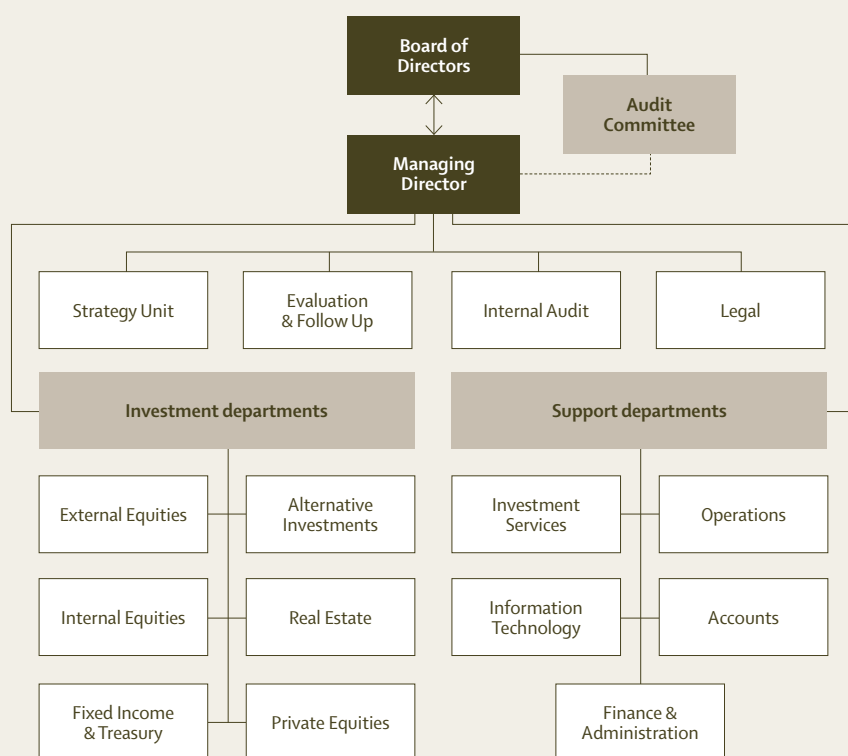 Board of
Directors
Audit
Committee
Managing
Director
Strategy Unit
Evaluation
& Follow Up
Internal Audit
Legal
Investment departments
Support departments
External Equities
Alternative
Investments
Investment
Services
Operations
Internal Equities
Real Estate
Information
Technology
Accounts
Fixed Income
& Treasury
Private Equities
Finance &
Administration